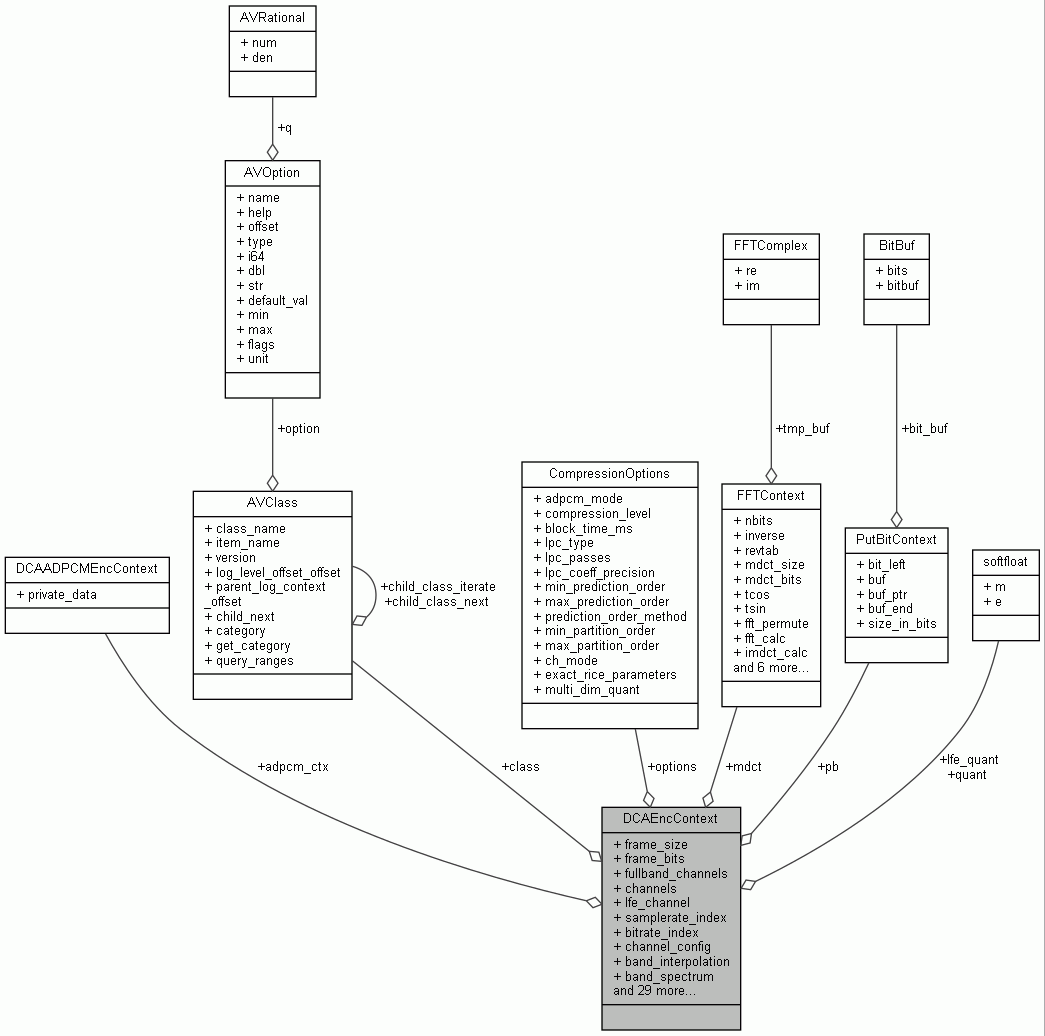 AVRational
+ num
+ den
+q
AVOption
+ name
+ help
+ offset
+ type
+ i64
+ dbl
+ str
+ default_val
+ min
+ max
+ flags
+ unit
+option
FFTComplex
+ re
+ im
+tmp_buf
BitBuf
+ bits
+ bitbuf
+bit_buf
DCAADPCMEncContext
+ private_data
+adpcm_ctx
AVClass
+ class_name
+ item_name
+ version
+ log_level_offset_offset
+ parent_log_context
_offset
+ child_next
+ category
+ get_category
+ query_ranges
+child_class_iterate
+child_class_next
+class
CompressionOptions
+ adpcm_mode
+ compression_level
+ block_time_ms
+ lpc_type
+ lpc_passes
+ lpc_coeff_precision
+ min_prediction_order
+ max_prediction_order
+ prediction_order_method
+ min_partition_order
+ max_partition_order
+ ch_mode
+ exact_rice_parameters
+ multi_dim_quant
+options
FFTContext
+ nbits
+ inverse
+ revtab
+ mdct_size
+ mdct_bits
+ tcos
+ tsin
+ fft_permute
+ fft_calc
+ imdct_calc
and 6 more...
+mdct
PutBitContext
+ bit_left
+ buf
+ buf_ptr
+ buf_end
+ size_in_bits
+pb
softfloat
+ m
+ e
+lfe_quant
+quant
DCAEncContext
+ frame_size
+ frame_bits
+ fullband_channels
+ channels
+ lfe_channel
+ samplerate_index
+ bitrate_index
+ channel_config
+ band_interpolation
+ band_spectrum
and 29 more...